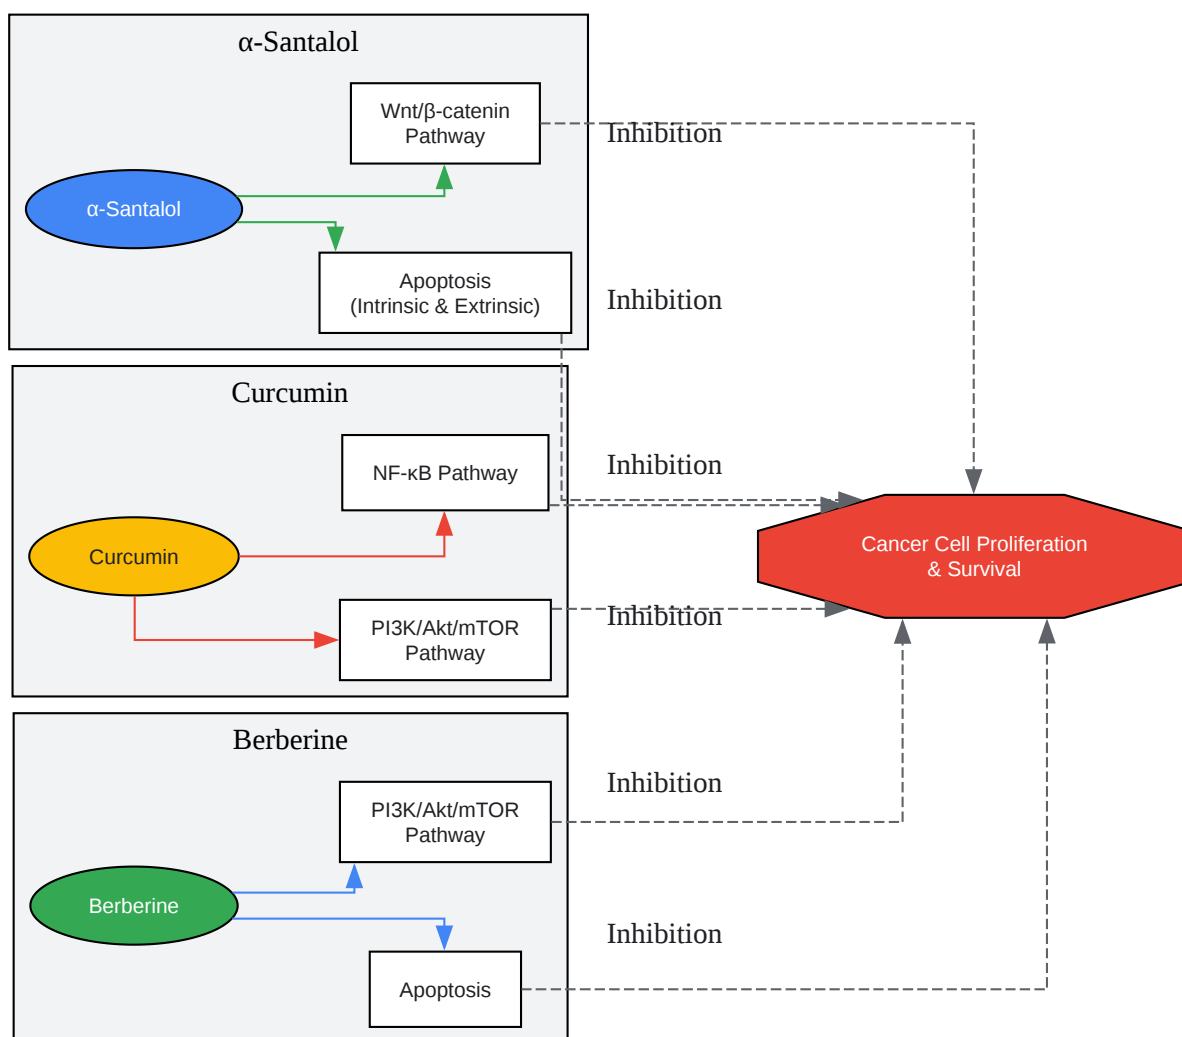 α-Santalol
Wnt/β-catenin
Pathway
Inhibition
α-Santalol
Apoptosis
(Intrinsic & Extrinsic)
Inhibition
Curcumin
NF-κB Pathway
Inhibition
Curcumin
Cancer Cell Proliferation
& Survival
PI3K/Akt/mTOR
Pathway
Inhibition
Berberine
PI3K/Akt/mTOR
Pathway
Inhibition
Berberine
Apoptosis
Inhibition